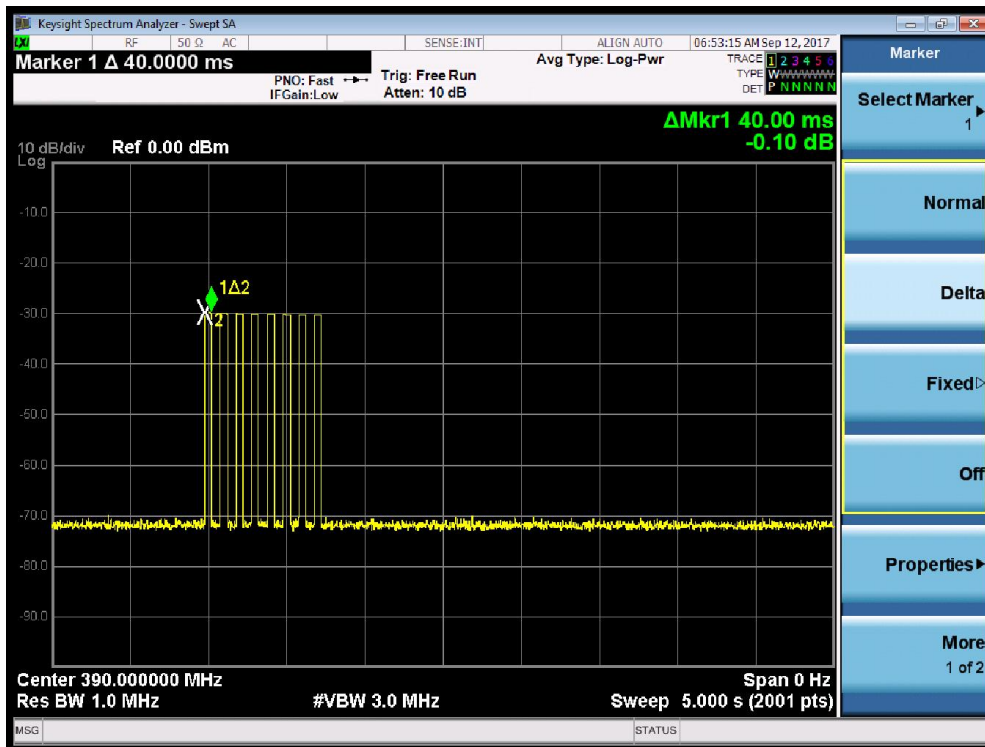 Keysight Spectrum Analyzer - Swept SA
LXI RF 50 Ω AC SENSE:INT ALIGN AUTO 06:53:15 AM Sep 12, 2017
Marker 1 Δ 40.0000 ms
PNO: Fast
IFGain:Low
Trig: Free Run
Atten: 10 dB
Avg Type: Log-Pwr
TRACE 1 2 3 4 5 6
TYPE W
DET P N N N N N
ΔMkr1 40.00 ms
-0.10 dB
10 dB/div Ref 0.00 dBm
Log
-10.0
-20.0
1Δ2
-30.0
2
-40.0
-50.0
-60.0
-70.0
-80.0
-90.0
Center 390.000000 MHz Span 0 Hz
Res BW 1.0 MHz #VBW 3.0 MHz Sweep 5.000 s (2001 pts)
MSG STATUS
Marker
Select Marker
1
Normal
Delta
Fixed
Off
Properties
More
1 of 2